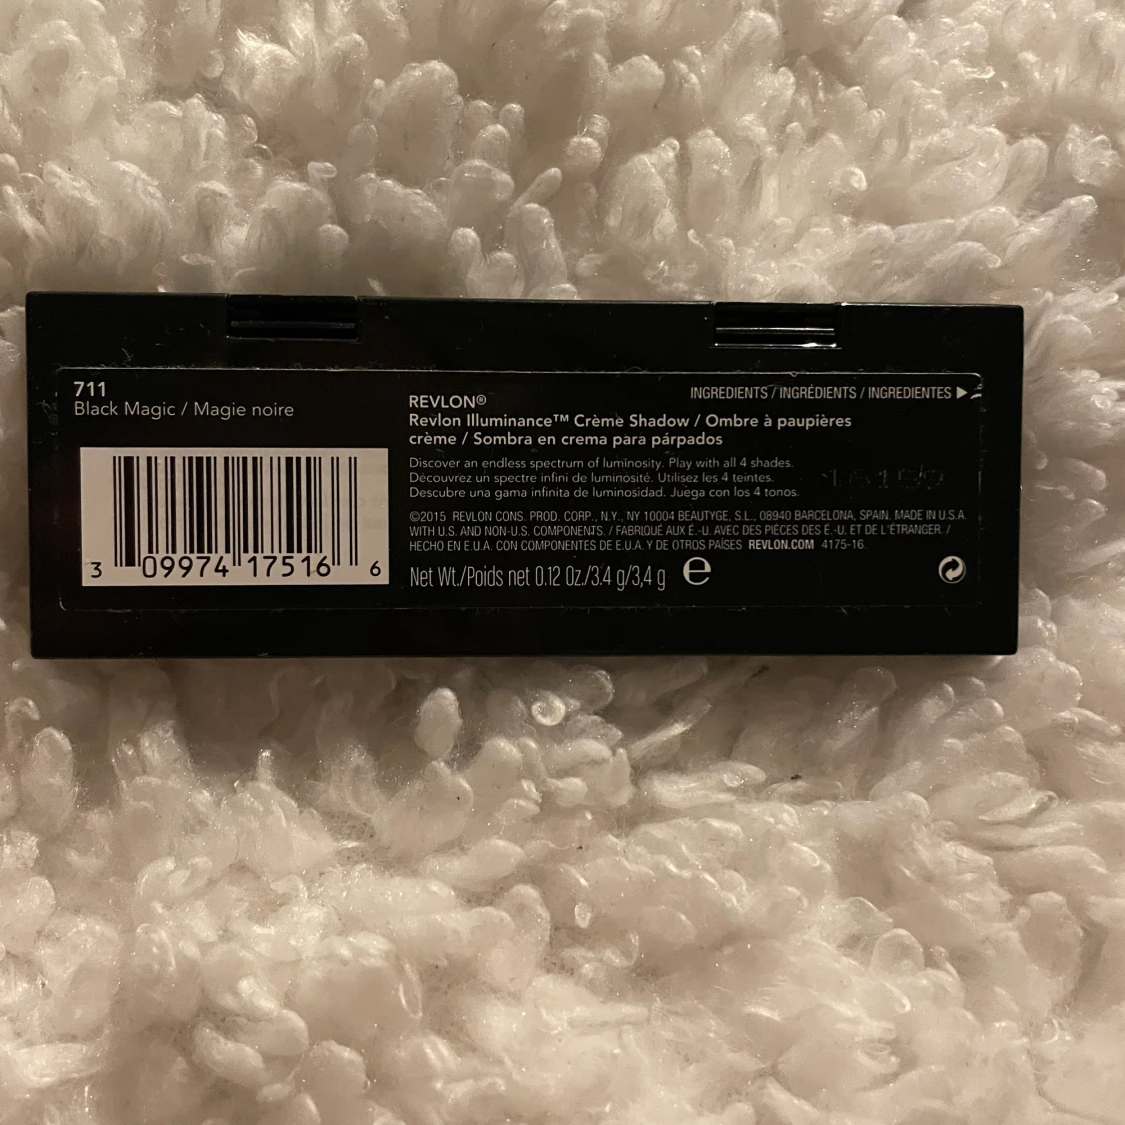 711
Black Magic / Magie noire
3 09974 17516 6
INGREDIENTS / INGRÉDIENTS / INGREDIENTES ▶
REVLON®
Revlon Illuminance™ Crème Shadow / Ombre à paupières
crème / Sombra en crema para párpados
Discover an endless spectrum of luminosity. Play with all 4 shades.
Découvrez un spectre infini de luminosité. Utilisez les 4 teintes.
Descubre una gama infinita de luminosidad. Juega con los 4 tonos.
©2015 REVLON CONS. PROD. CORP., N.Y., NY 10004 BEAUTYGE, S.L., 08940 BARCELONA, SPAIN. MADE IN U.S.A.
WITH U.S. AND NON-U.S. COMPONENTS. / FABRIQUÉ AUX É.-U. AVEC DES PIÈCES DES É.-U. ET DE L'ÉTRANGER. /
HECHO EN E.U.A. CON COMPONENTES DE E.U.A. Y DE OTROS PAÍSES REVLON.COM 4175-16.
Net Wt./Poids net 0.12 Oz./3.4 g/3,4 g ℮